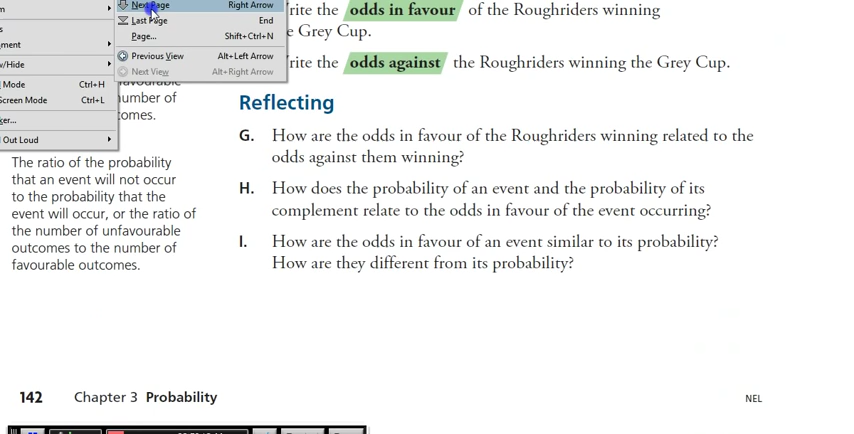 Next Page Right Arrow
Last Page End
Page... Shift+Ctrl+N
Previous View Alt+Left Arrow
Next View Alt+Right Arrow
Mode Ctrl+H
Screen Mode Ctrl+L
Out Loud
rite the odds in favour of the Roughriders winning
e Grey Cup.
rite the odds against the Roughriders winning the Grey Cup.
Reflecting
G. How are the odds in favour of the Roughriders winning related to the
odds against them winning?
H. How does the probability of an event and the probability of its
complement relate to the odds in favour of the event occurring?
I. How are the odds in favour of an event similar to its probability?
How are they different from its probability?
number of
The ratio of the probability
that an event will not occur
to the probability that the
event will occur, or the ratio of
the number of unfavourable
outcomes to the number of
favourable outcomes.
142 Chapter 3 Probability
NEL